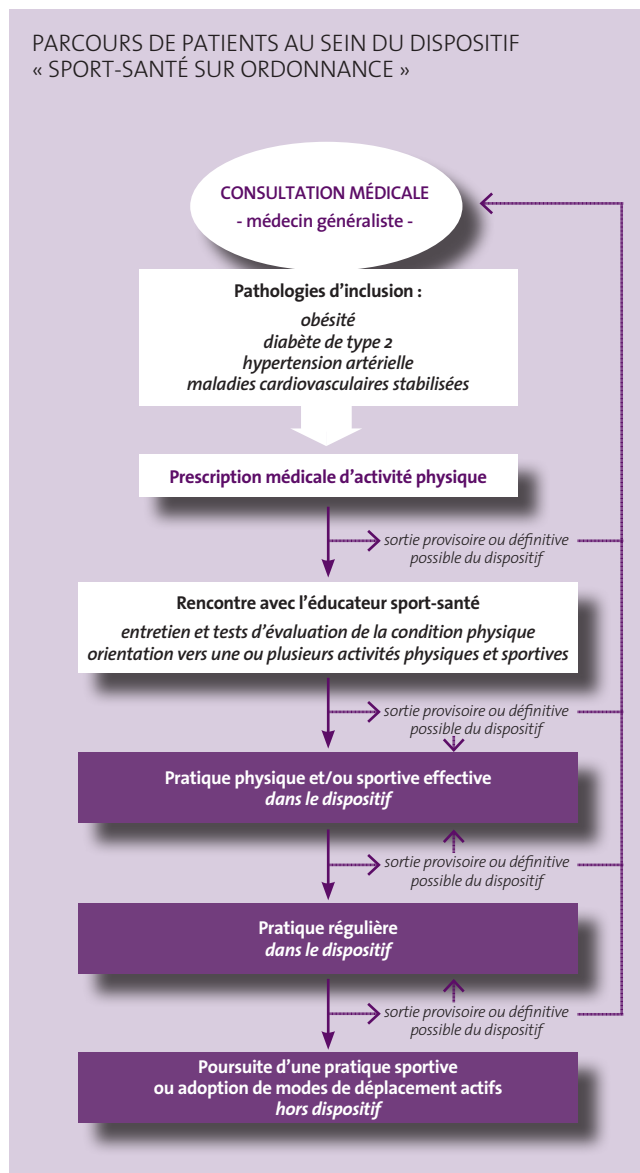 PARCOURS DE PATIENTS AU SEIN DU DISPOSITIF
« SPORT-SANTÉ SUR ORDONNANCE »
CONSULTATION MÉDICALE
- médecin généraliste -
Pathologies d’inclusion :
obésité
diabète de type 2
hypertension artérielle
maladies cardiovasculaires stabilisées
Prescription médicale d’activité physique
sortie provisoire ou définitive
possible du dispositif
Rencontre avec l’éducateur sport-santé
entretien et tests d’évaluation de la condition physique
orientation vers une ou plusieurs activités physiques et sportives
sortie provisoire ou définitive
possible du dispositif
Pratique physique et/ou sportive effective
dans le dispositif
sortie provisoire ou définitive
possible du dispositif
Pratique régulière
dans le dispositif
sortie provisoire ou définitive
possible du dispositif
Poursuite d’une pratique sportive
ou adoption de modes de déplacement actifs
hors dispositif